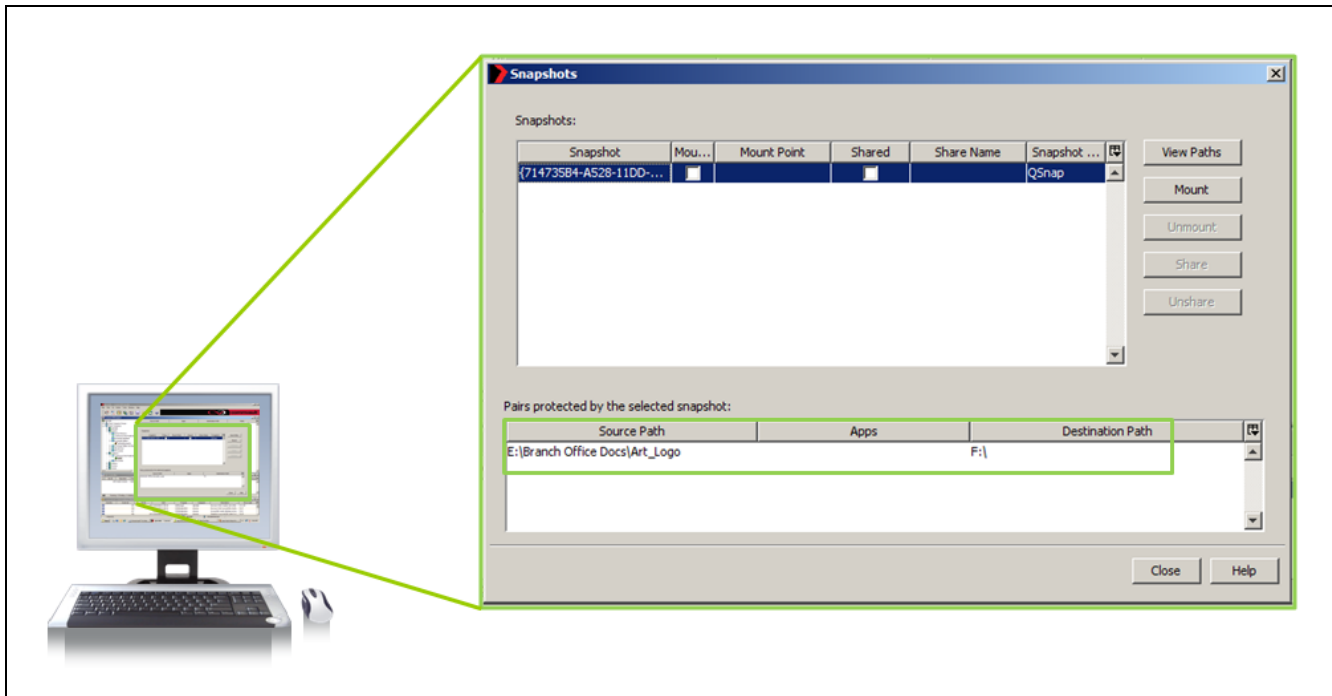 Snapshots
Snapshots:
Snapshot Mou... Mount Point Shared Share Name Snapshot ...
{714735B4-A528-11DD-... QSnap
View Paths
Mount
Unmount
Share
Unshare
Pairs protected by the selected snapshot:
Source Path Apps Destination Path
E:\Branch Office Docs\Art_Logo F:\
Close Help